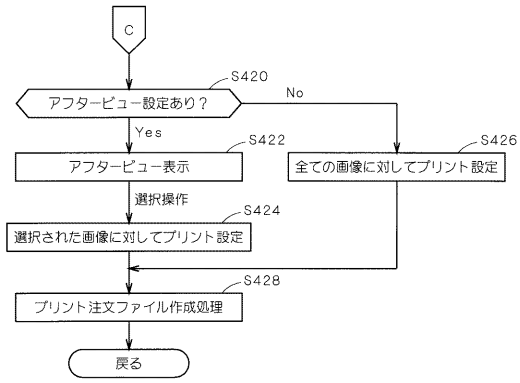 C
S420
アフタービュー設定あり？
No
Yes
S422
アフタービュー表示
S426
全ての画像に対してプリント設定
選択操作
S424
選択された画像に対してプリント設定
S428
プリント注文ファイル作成処理
戻る